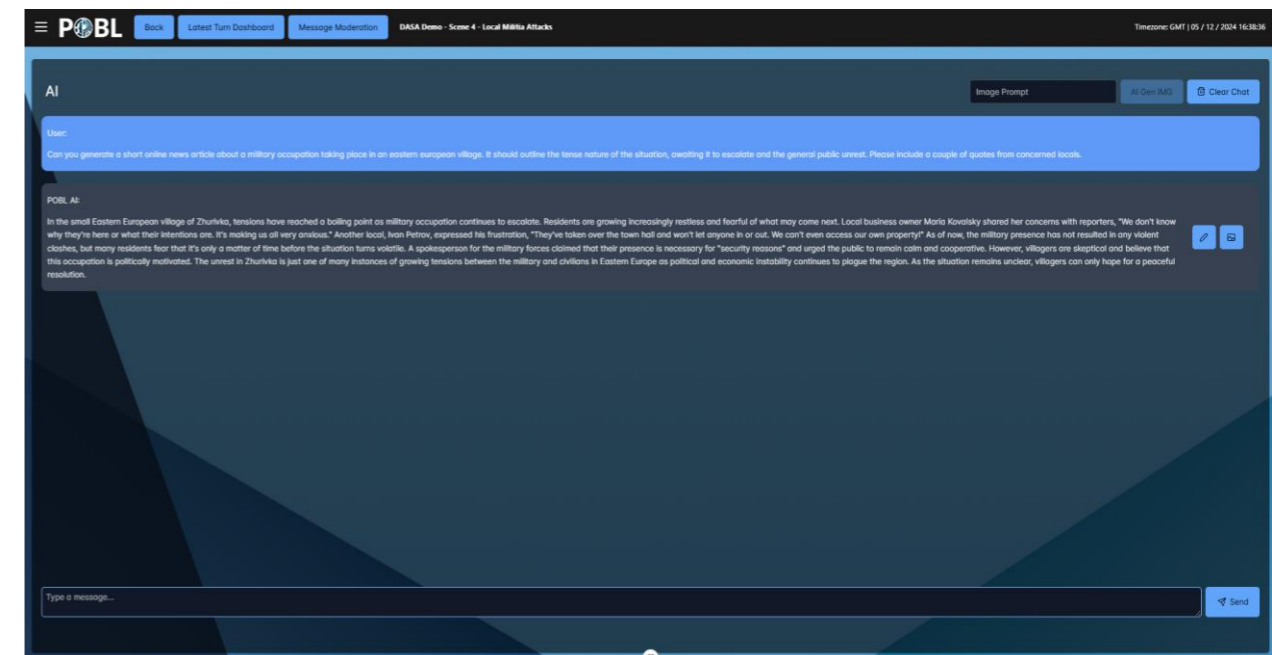 POBL
Back
Latest Turn Dashboard
Message Moderation
DASA Demo - Scene 4 - Local Militia Attacks
Timezone: GMT | 05 / 12 / 2024 16:38:36
AI
Image Prompt
AI Gen IMG
Clear Chat
User:
Can you generate a short online news article about a military occupation taking place in an eastern european village. It should outline the tense nature of the situation, awaiting it to escalate and the general public unrest. Please include a couple of quotes from concerned locals.
POBL AI:
In the small Eastern European village of Zhurivka, tensions have reached a boiling point as military occupation continues to escalate. Residents are growing increasingly restless and fearful of what may come next. Local business owner Maria Kovalsky shared her concerns with reporters, "We don't know
why they're here or what their intentions are. It's making us all very anxious." Another local, Ivan Petrov, expressed his frustration, "They've taken over the town hall and won't let anyone in or out. We can't even access our own property!" As of now, the military presence has not resulted in any violent
clashes, but many residents fear that it's only a matter of time before the situation turns volatile. A spokesperson for the military forces claimed that their presence is necessary for "security reasons" and urged the public to remain calm and cooperative. However, villagers are skeptical and believe that
this occupation is politically motivated. The unrest in Zhurivka is just one of many instances of growing tensions between the military and civilians in Eastern Europe as political and economic instability continues to plague the region. As the situation remains unclear, villagers can only hope for a peaceful
resolution.
Type a message...
Send